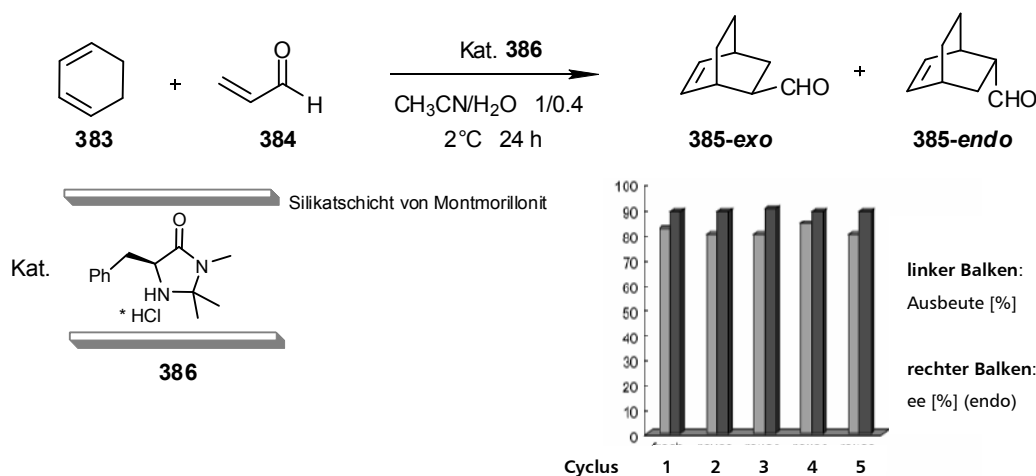 Kat. 386
O
H
+
CHO
+
CHO
CH₃CN/H₂O 1/0.4
2°C 24 h
383
384
385-exo
385-endo
Silikatschicht von Montmorillonit
Kat.
O
Ph
N
HN
* HCl
386
100
90
80
70
60
50
40
30
20
10
0
linker Balken:
Ausbeute [%]
rechter Balken:
ee [%] (endo)
Cyclus 1 2 3 4 5